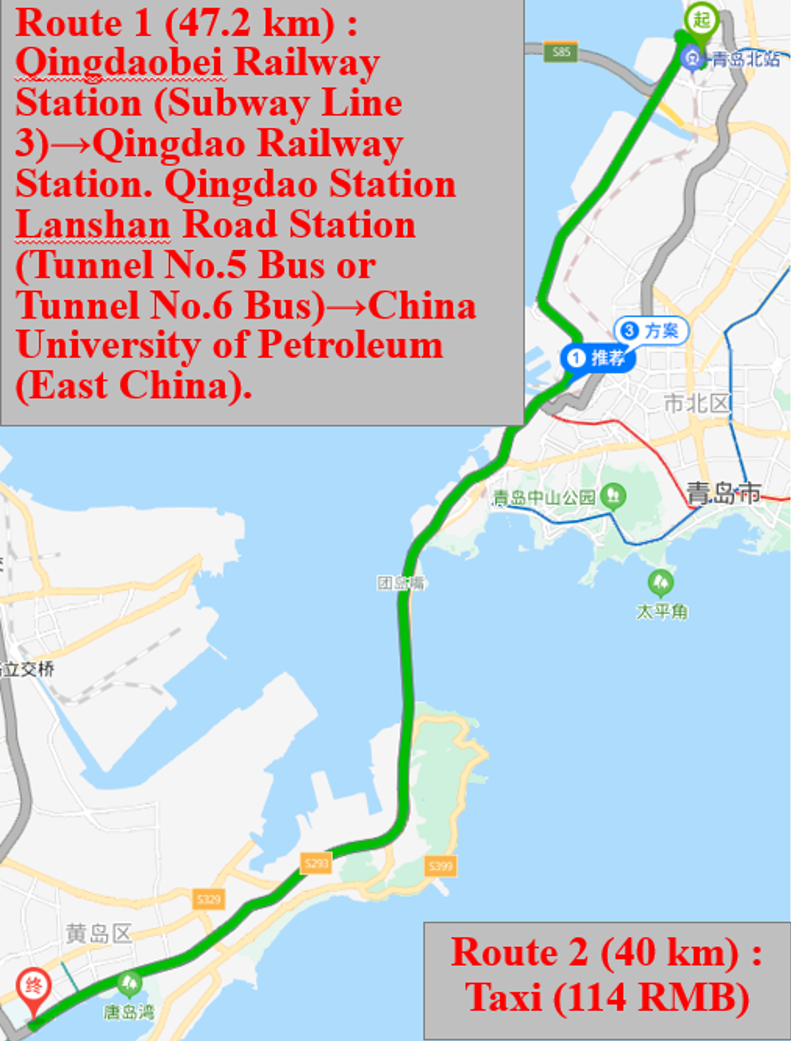 Route 1 (47.2 km) :
Qingdaobei Railway
Station (Subway Line
3)→Qingdao Railway
Station. Qingdao Station
Lanshan Road Station
(Tunnel No.5 Bus or
Tunnel No.6 Bus)→China
University of Petroleum
(East China).
起
S85
青岛北站
3 方案
1 推荐
市北区
青岛中山公园
青岛市
团岛嘴
太平角
立交桥
S293
S399
S329
黄岛区
终
唐岛湾
Route 2 (40 km) :
Taxi (114 RMB)